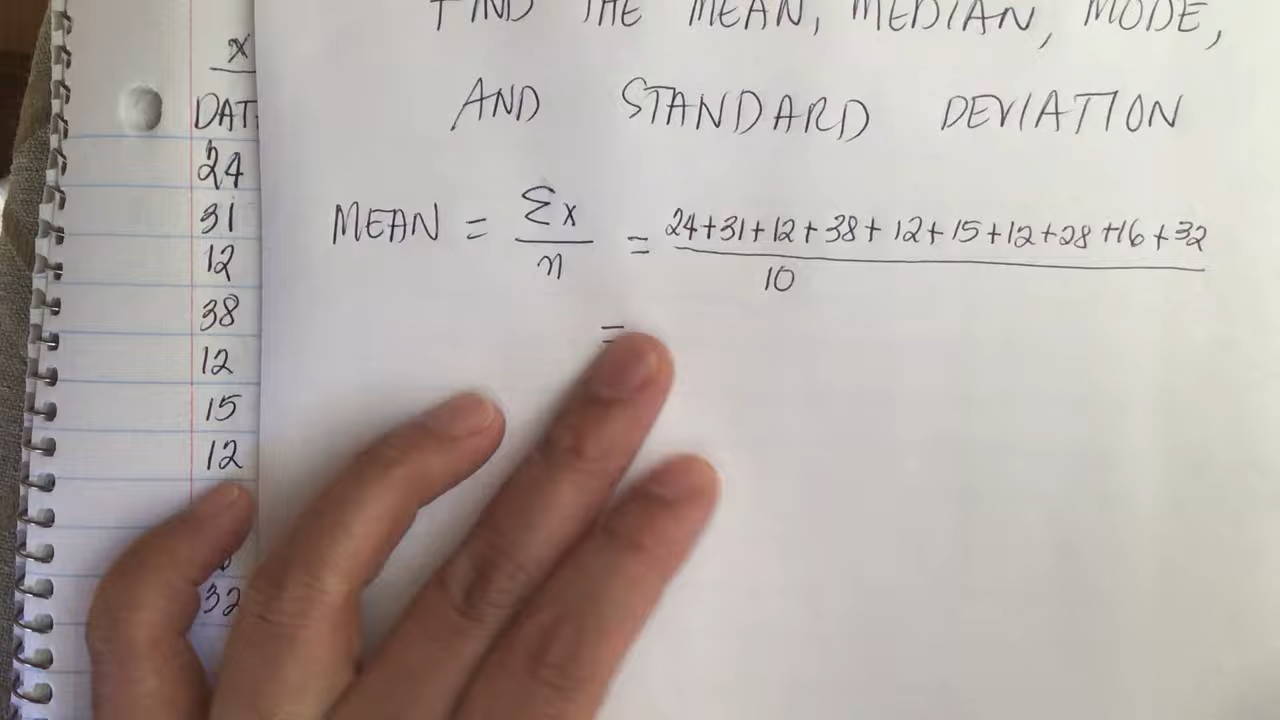 x
DAT
24
31
12
38
12
15
12
32
FIND THE MEAN, MEDIAN, MODE,
AND STANDARD DEVIATION
MEAN = Σx / n = 24+31+12+38+12+15+12+28+16+32 / 10
=